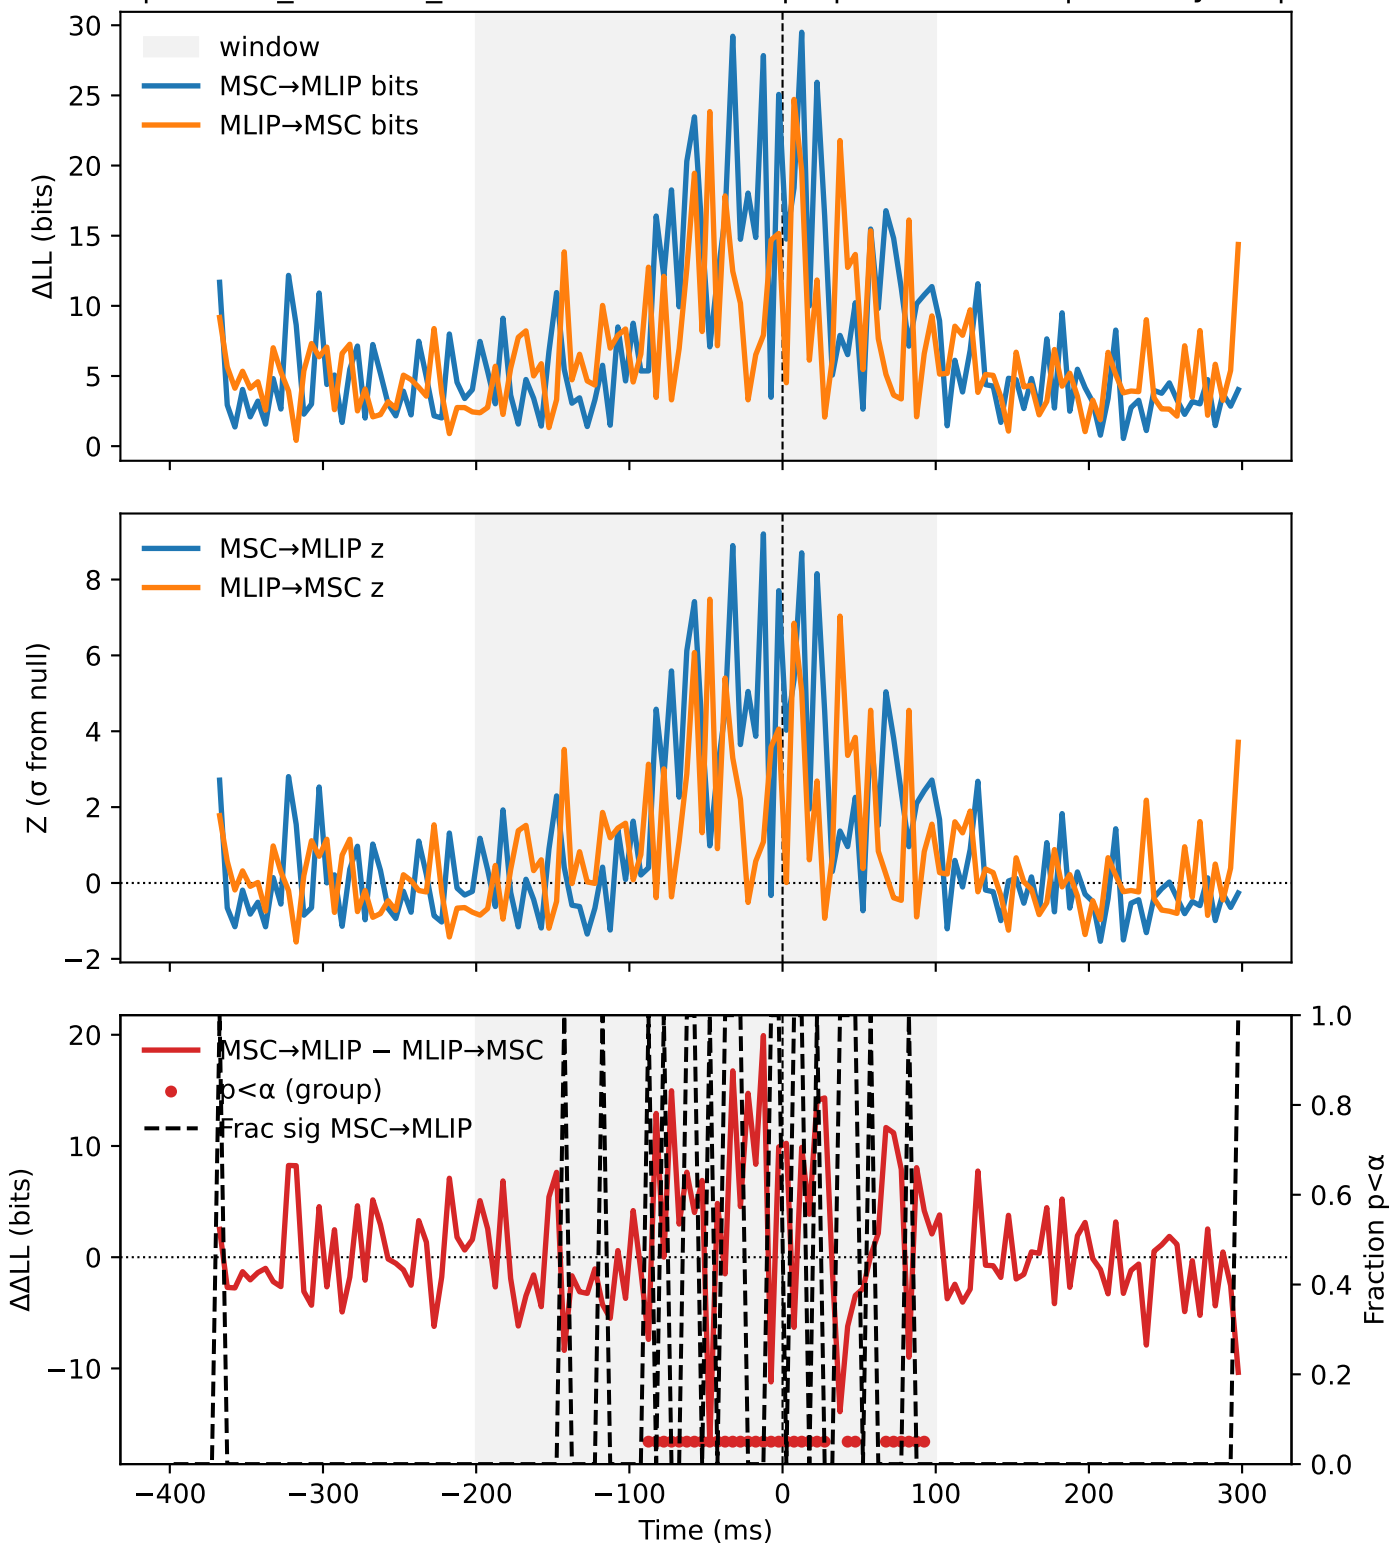 30
25
20
15
10
5
0
ΔLL (bits)
window
MSC→MLIP bits
MLIP→MSC bits
8
6
4
2
0
−2
Z (σ from null)
MSC→MLIP z
MLIP→MSC z
20
10
0
−10
ΔΔLL (bits)
MSC→MLIP − MLIP→MSC
p<α (group)
Frac sig MSC→MLIP
1.0
0.8
0.6
0.4
0.2
0.0
Fraction p<α
−400
−300
−200
−100
0
100
200
300
Time (ms)